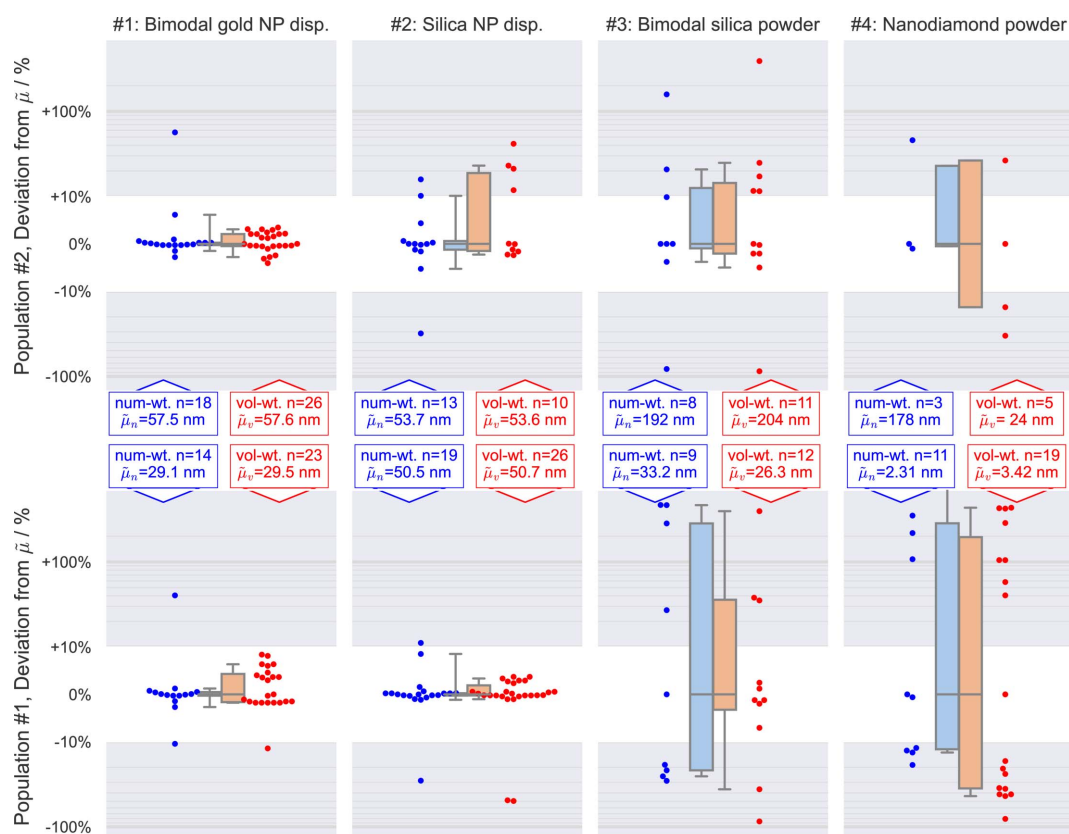 #1: Bimodal gold NP disp. #2: Silica NP disp. #3: Bimodal silica powder #4: Nanodiamond powder
Population #2, Deviation from μ̃ / %
+100%
+10%
0%
-10%
-100%
num-wt. n=18 vol-wt. n=26 num-wt. n=13 vol-wt. n=10 num-wt. n=8 vol-wt. n=11 num-wt. n=3 vol-wt. n=5
μ̃n=57.5 nm μ̃v=57.6 nm μ̃n=53.7 nm μ̃v=53.6 nm μ̃n=192 nm μ̃v=204 nm μ̃n=178 nm μ̃v= 24 nm
num-wt. n=14 vol-wt. n=23 num-wt. n=19 vol-wt. n=26 num-wt. n=9 vol-wt. n=12 num-wt. n=11 vol-wt. n=19
μ̃n=29.1 nm μ̃v=29.5 nm μ̃n=50.5 nm μ̃v=50.7 nm μ̃n=33.2 nm μ̃v=26.3 nm μ̃n=2.31 nm μ̃v=3.42 nm
Population #1, Deviation from μ̃ / %
+100%
+10%
0%
-10%
-100%